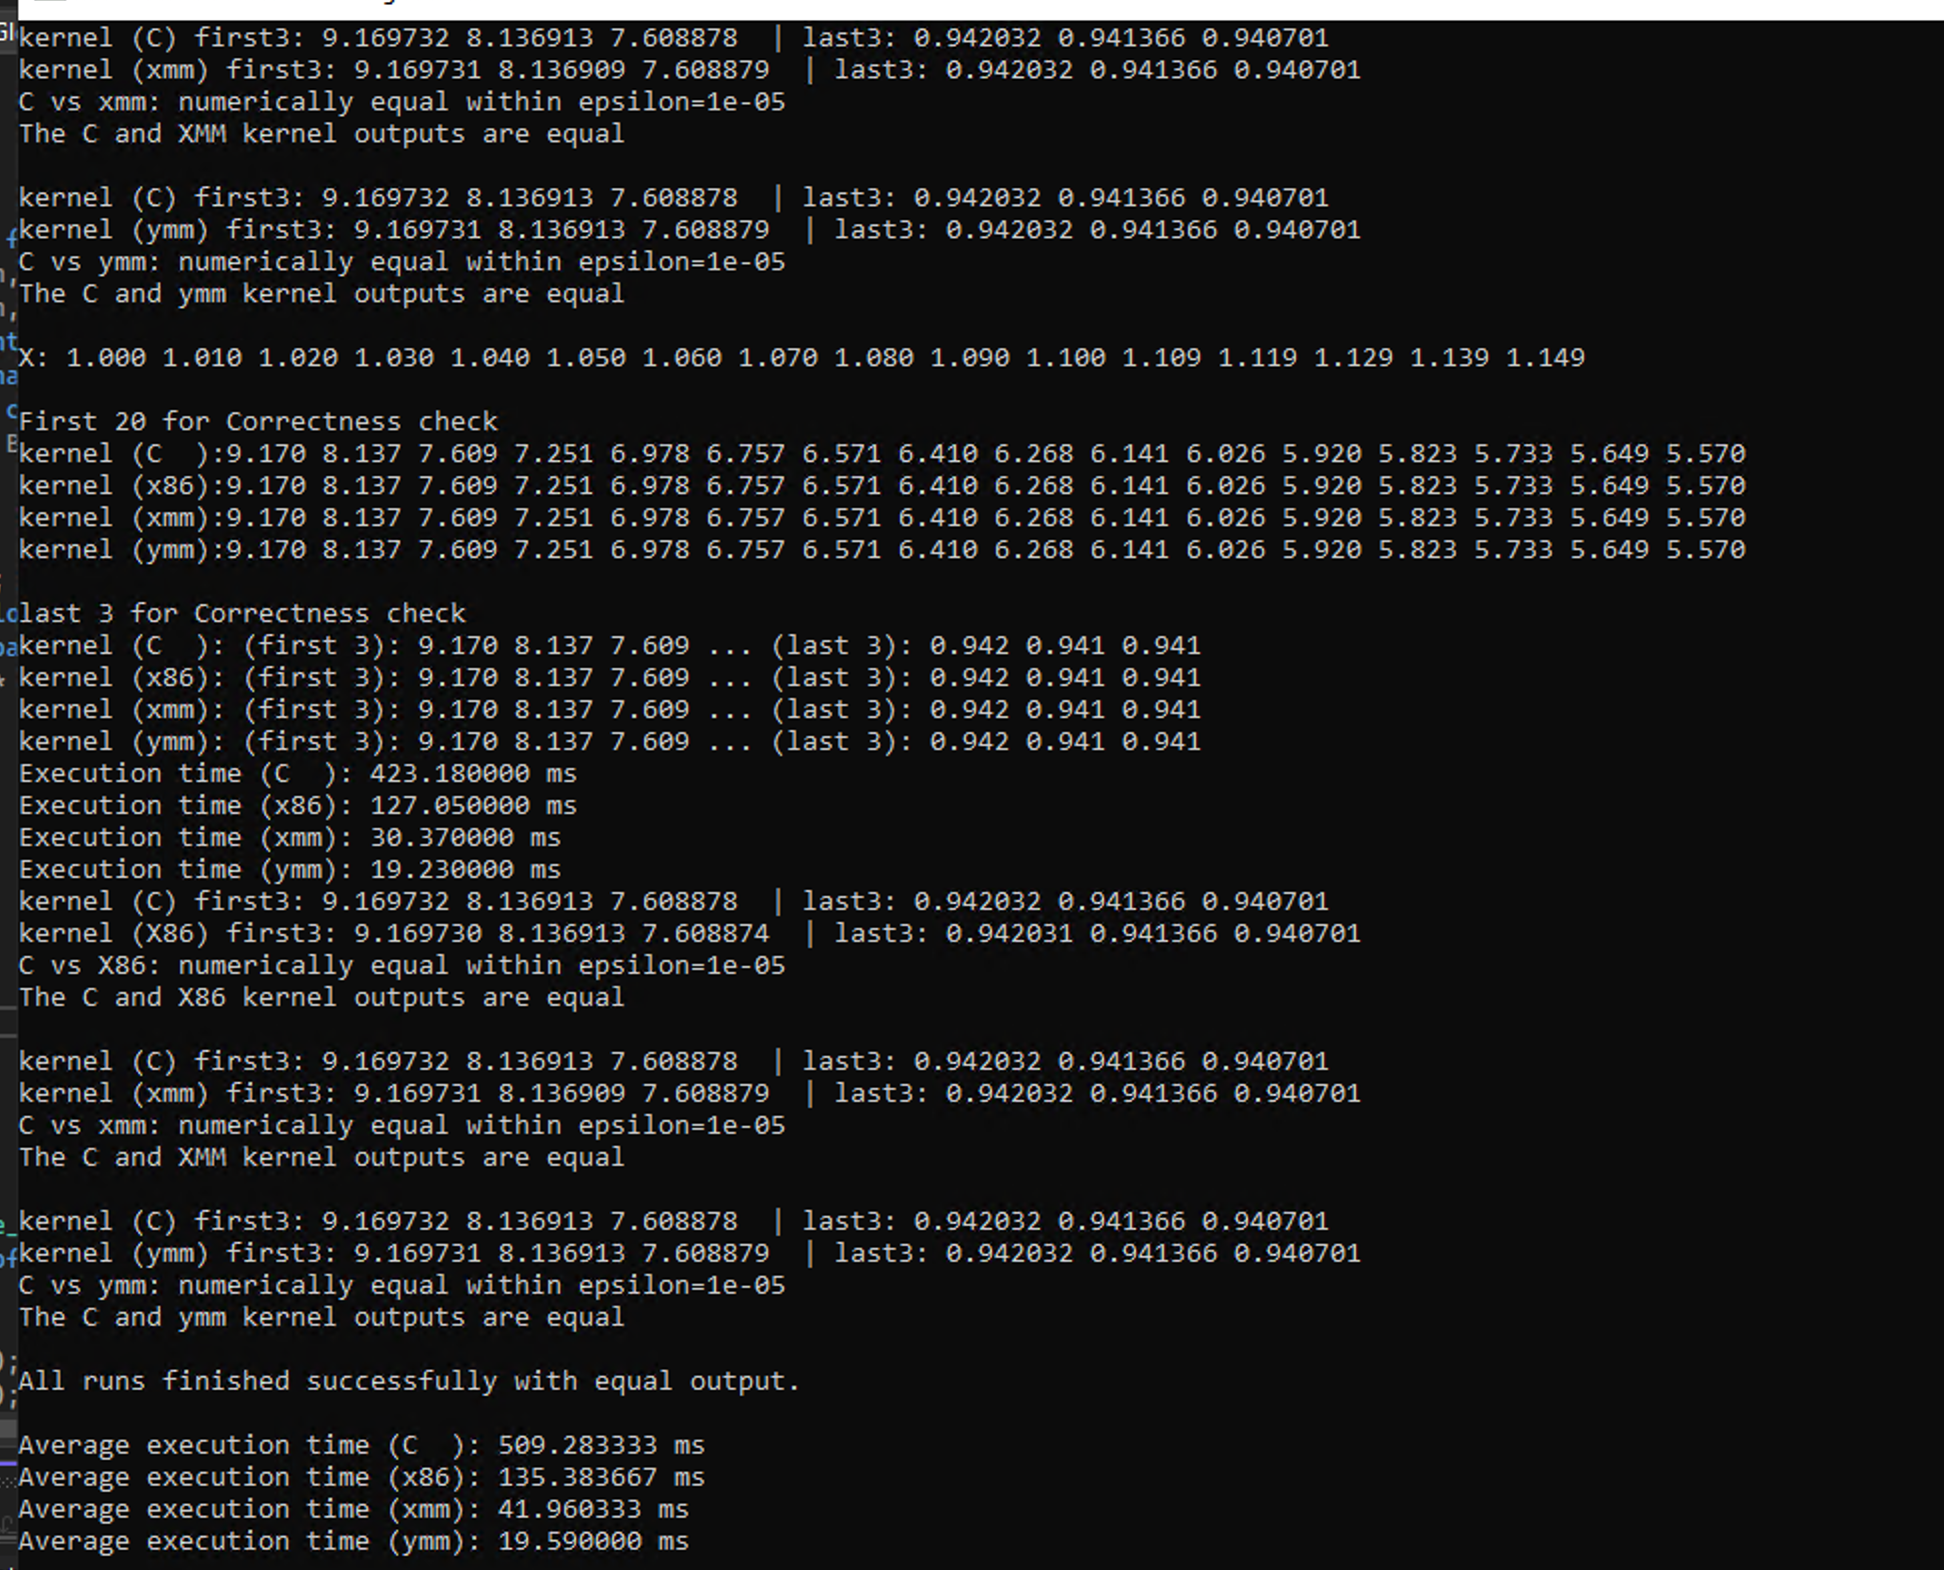 kernel (C) first3: 9.169732 8.136913 7.608878  | last3: 0.942032 0.941366 0.940701
kernel (xmm) first3: 9.169731 8.136909 7.608879  | last3: 0.942032 0.941366 0.940701
C vs xmm: numerically equal within epsilon=1e-05
The C and XMM kernel outputs are equal
kernel (C) first3: 9.169732 8.136913 7.608878  | last3: 0.942032 0.941366 0.940701
kernel (ymm) first3: 9.169731 8.136913 7.608879  | last3: 0.942032 0.941366 0.940701
C vs ymm: numerically equal within epsilon=1e-05
The C and ymm kernel outputs are equal
X: 1.000 1.010 1.020 1.030 1.040 1.050 1.060 1.070 1.080 1.090 1.100 1.109 1.119 1.129 1.139 1.149
First 20 for Correctness check
kernel (C  ):9.170 8.137 7.609 7.251 6.978 6.757 6.571 6.410 6.268 6.141 6.026 5.920 5.823 5.733 5.649 5.570
kernel (x86):9.170 8.137 7.609 7.251 6.978 6.757 6.571 6.410 6.268 6.141 6.026 5.920 5.823 5.733 5.649 5.570
kernel (xmm):9.170 8.137 7.609 7.251 6.978 6.757 6.571 6.410 6.268 6.141 6.026 5.920 5.823 5.733 5.649 5.570
kernel (ymm):9.170 8.137 7.609 7.251 6.978 6.757 6.571 6.410 6.268 6.141 6.026 5.920 5.823 5.733 5.649 5.570
last 3 for Correctness check
kernel (C  ): (first 3): 9.170 8.137 7.609 ... (last 3): 0.942 0.941 0.941
kernel (x86): (first 3): 9.170 8.137 7.609 ... (last 3): 0.942 0.941 0.941
kernel (xmm): (first 3): 9.170 8.137 7.609 ... (last 3): 0.942 0.941 0.941
kernel (ymm): (first 3): 9.170 8.137 7.609 ... (last 3): 0.942 0.941 0.941
Execution time (C  ): 423.180000 ms
Execution time (x86): 127.050000 ms
Execution time (xmm): 30.370000 ms
Execution time (ymm): 19.230000 ms
kernel (C) first3: 9.169732 8.136913 7.608878  | last3: 0.942032 0.941366 0.940701
kernel (X86) first3: 9.169730 8.136913 7.608874  | last3: 0.942031 0.941366 0.940701
C vs X86: numerically equal within epsilon=1e-05
The C and X86 kernel outputs are equal
kernel (C) first3: 9.169732 8.136913 7.608878  | last3: 0.942032 0.941366 0.940701
kernel (xmm) first3: 9.169731 8.136909 7.608879  | last3: 0.942032 0.941366 0.940701
C vs xmm: numerically equal within epsilon=1e-05
The C and XMM kernel outputs are equal
kernel (C) first3: 9.169732 8.136913 7.608878  | last3: 0.942032 0.941366 0.940701
kernel (ymm) first3: 9.169731 8.136913 7.608879  | last3: 0.942032 0.941366 0.940701
C vs ymm: numerically equal within epsilon=1e-05
The C and ymm kernel outputs are equal
All runs finished successfully with equal output.
Average execution time (C  ): 509.283333 ms
Average execution time (x86): 135.383667 ms
Average execution time (xmm): 41.960333 ms
Average execution time (ymm): 19.590000 ms